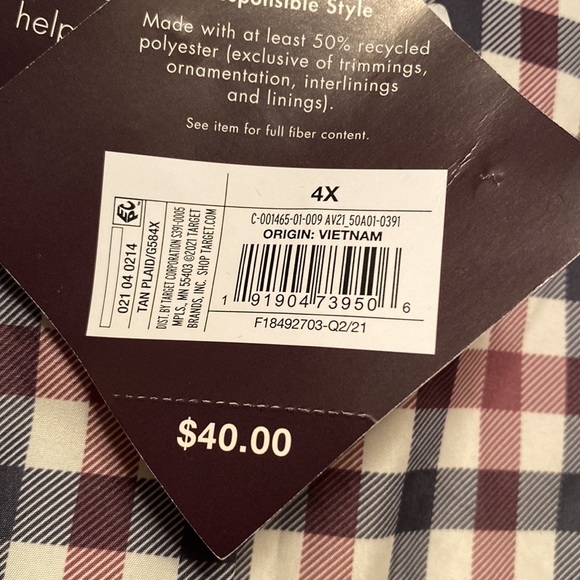 help
Responsible Style
Made with at least 50% recycled
polyester (exclusive of trimmings,
ornamentation, interlinings
and linings).
See item for full fiber content.
4X
C-001465-01-009 AV21_50A01-0391
ORIGIN: VIETNAM
1 91904 73950 6
F18492703-Q2/21
021 04 0214
TAN PLAID/G584X
DIST. BY TARGET CORPORATION S391-0005
MPLS, MN 55403 ©2021 TARGET
BRANDS, INC. SHOP TARGET.COM
$40.00